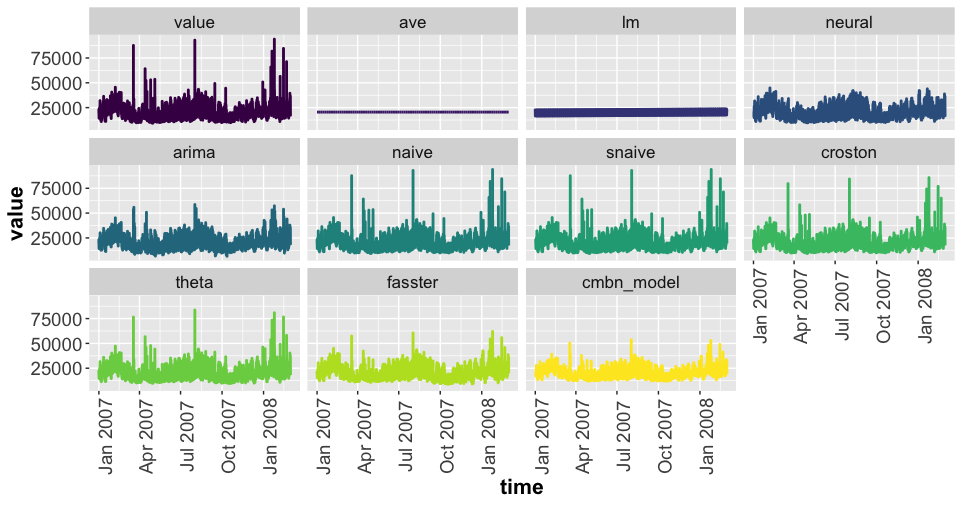 value ave lm neural
75000
50000
25000
arima naive snaive croston
75000
50000
25000
theta fasster cmbn_model
75000
50000
25000
Jan 2007 Apr 2007 Jul 2007 Oct 2007 Jan 2008
Jan 2007 Apr 2007 Jul 2007 Oct 2007 Jan 2008
Jan 2007 Apr 2007 Jul 2007 Oct 2007 Jan 2008
Jan 2007 Apr 2007 Jul 2007 Oct 2007 Jan 2008
value
time